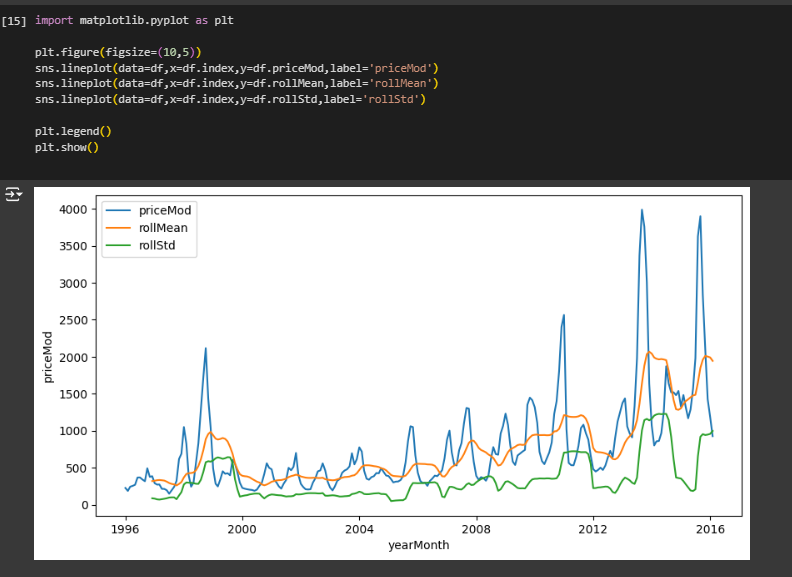 [15] import matplotlib.pyplot as plt
plt.figure(figsize=(10,5))
sns.lineplot(data=df,x=df.index,y=df.priceMod,label='priceMod')
sns.lineplot(data=df,x=df.index,y=df.rollMean,label='rollMean')
sns.lineplot(data=df,x=df.index,y=df.rollStd,label='rollStd')
plt.legend()
plt.show()
priceMod
rollMean
rollStd
4000
3500
3000
2500
2000
1500
1000
500
0
priceMod
1996 2000 2004 2008 2012 2016
yearMonth